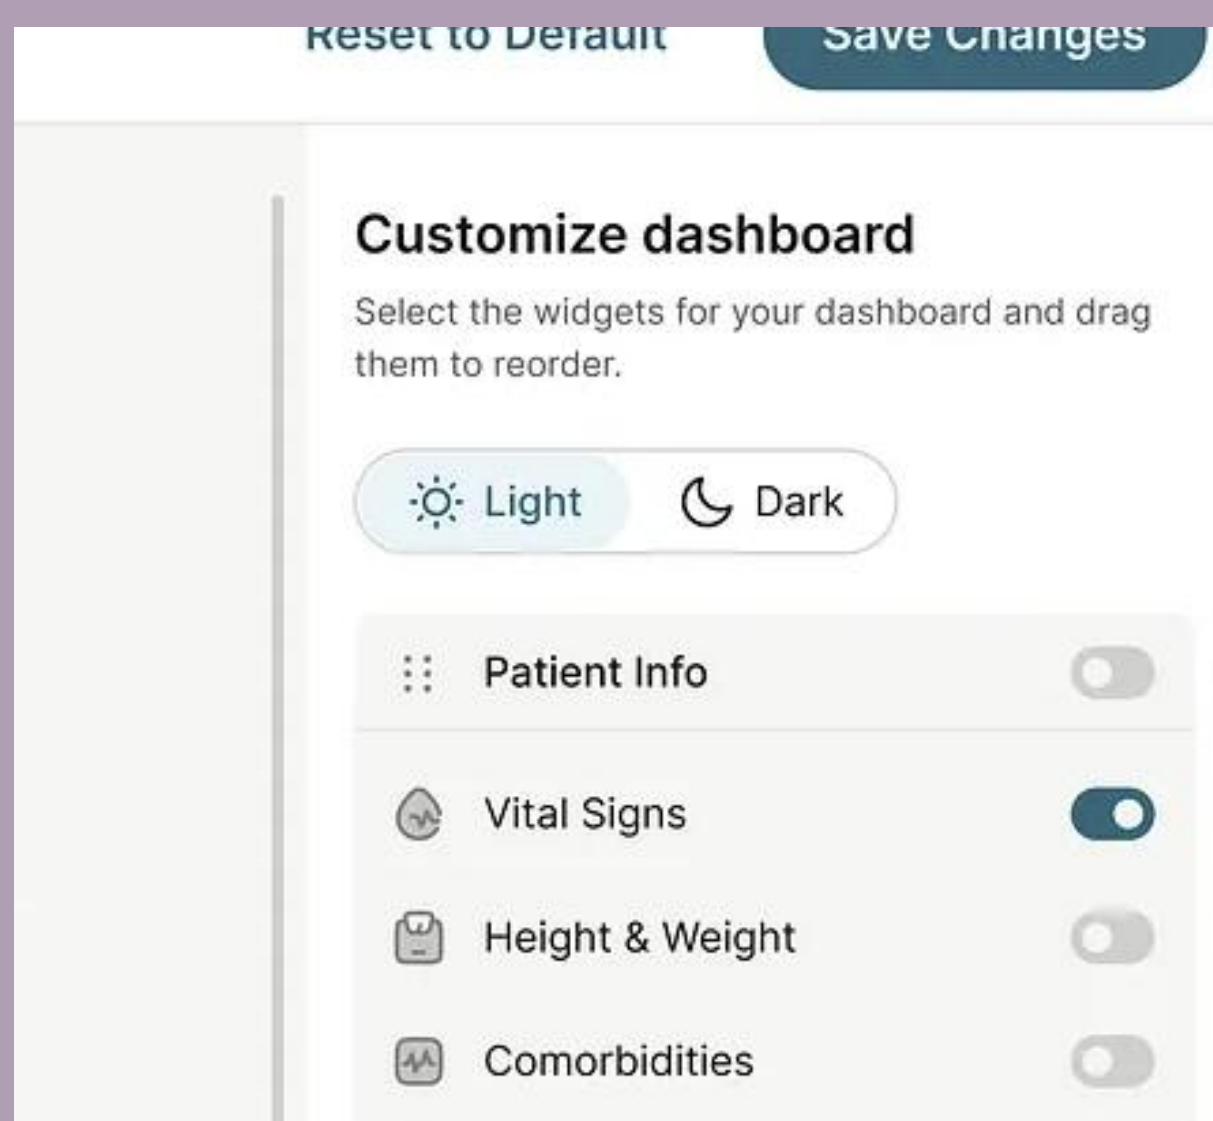 Reset to Default
Save Changes
Customize dashboard
Select the widgets for your dashboard and drag
them to reorder.
Light
Dark
Patient Info
Vital Signs
Height & Weight
Comorbidities